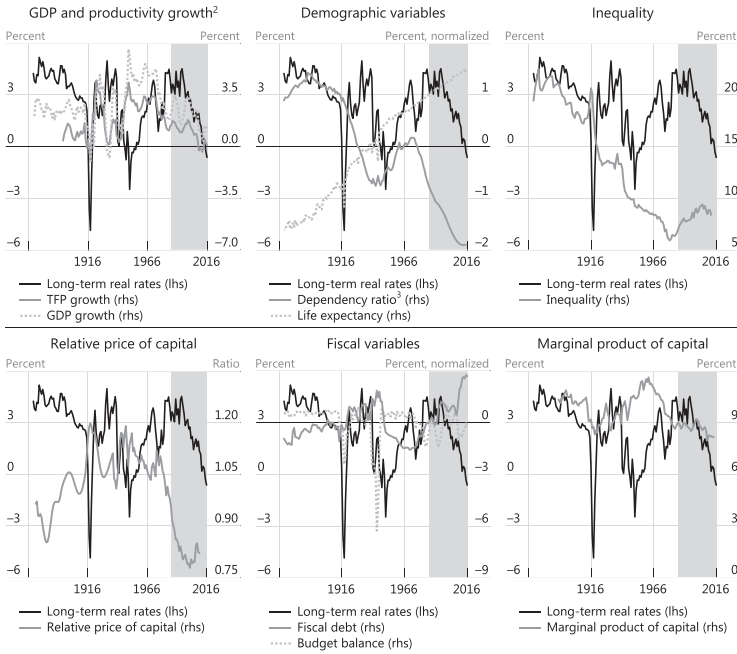 GDP and productivity growth2
Percent Percent
3 3.5
0 0.0
−3 −3.5
−6 −7.0
1916 1966 2016
Long-term real rates (lhs)
TFP growth (rhs)
GDP growth (rhs)
Demographic variables
Percent Percent, normalized
3 1
0 0
−3 −1
−6 −2
1916 1966 2016
Long-term real rates (lhs)
Dependency ratio3 (rhs)
Life expectancy (rhs)
Inequality
Percent Percent
3 20
0 15
−3 10
−6 5
1916 1966 2016
Long-term real rates (lhs)
Inequality (rhs)
Relative price of capital
Percent Ratio
3 1.20
0 1.05
−3 0.90
−6 0.75
1916 1966 2016
Long-term real rates (lhs)
Relative price of capital (rhs)
Fiscal variables
Percent Percent, normalized
3 0
0 −3
−3 −6
−6 −9
1916 1966 2016
Long-term real rates (lhs)
Fiscal debt (rhs)
Budget balance (rhs)
Marginal product of capital
Percent Percent
3 9
0 6
−3 3
−6 0
1916 1966 2016
Long-term real rates (lhs)
Marginal product of capital (rhs)